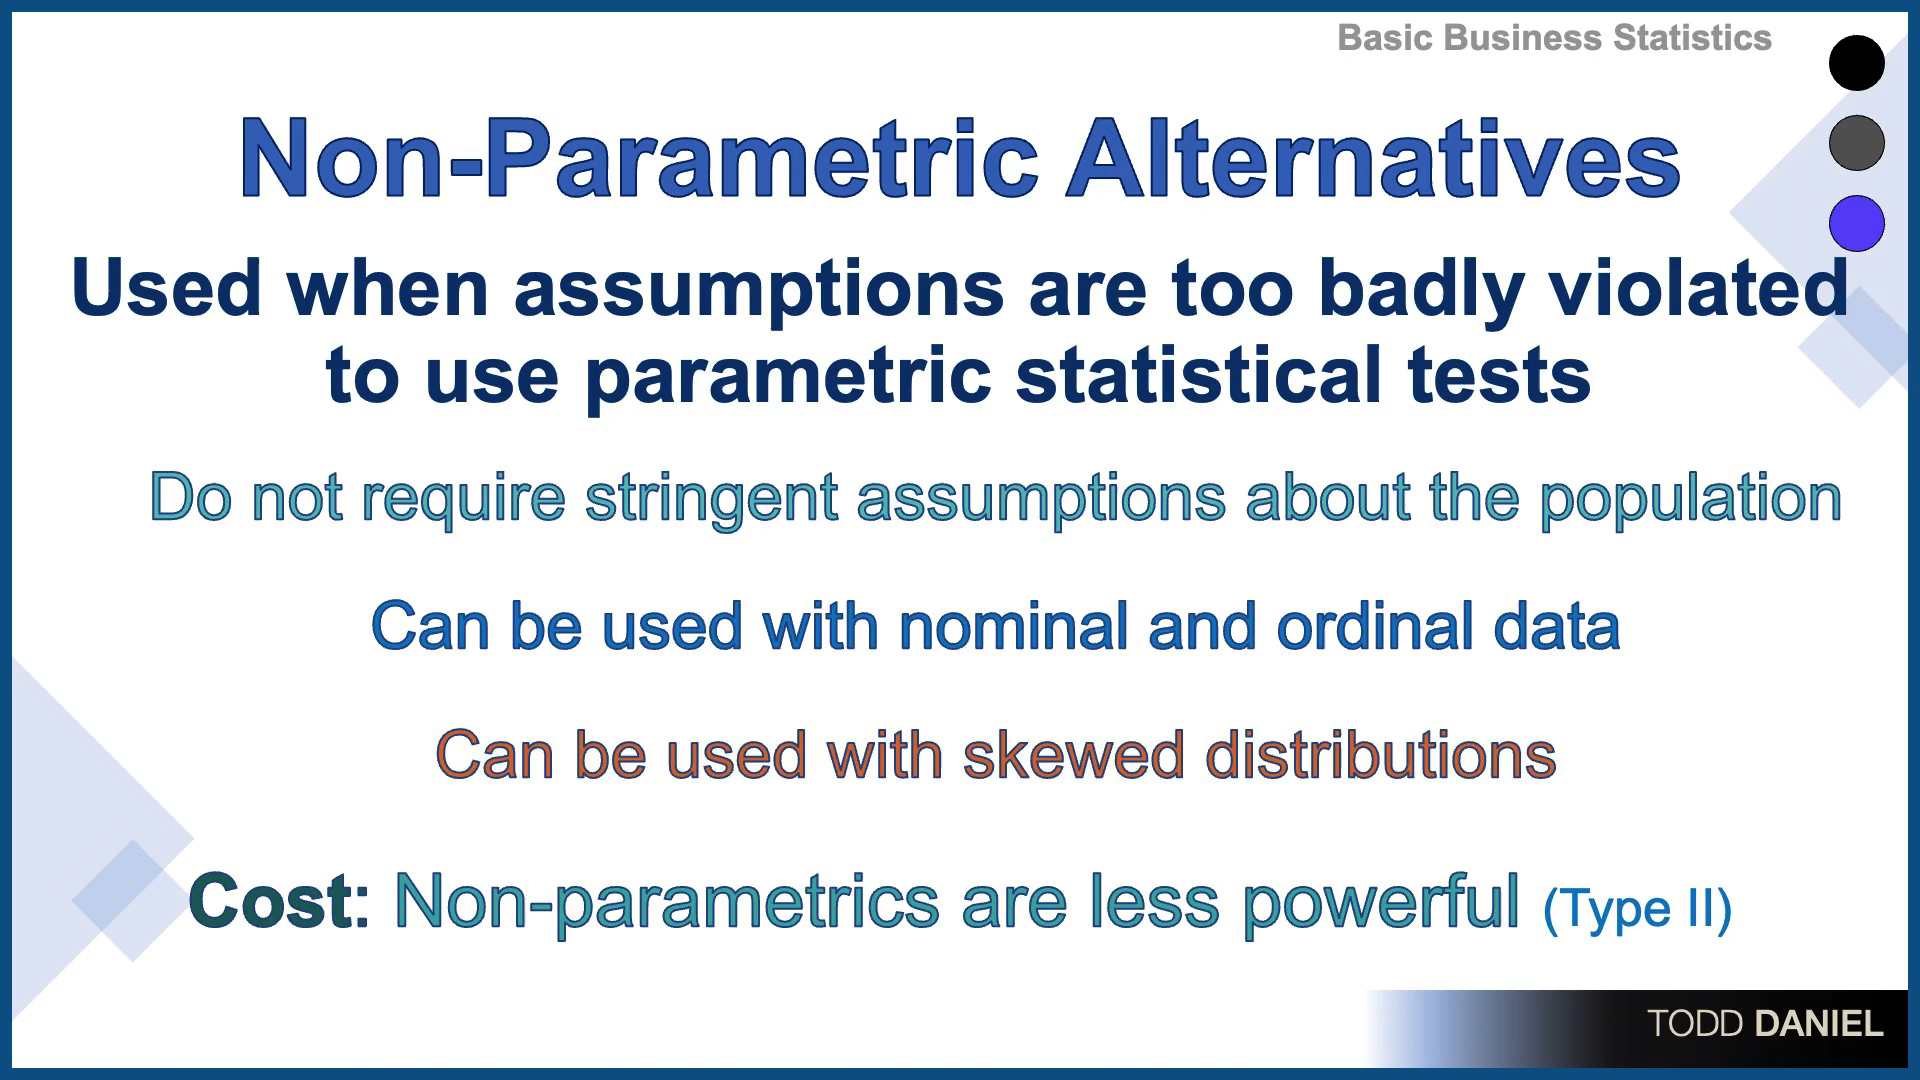 Basic Business Statistics
Non-Parametric Alternatives
Used when assumptions are too badly violated
to use parametric statistical tests
Do not require stringent assumptions about the population
Can be used with nominal and ordinal data
Can be used with skewed distributions
Cost: Non-parametrics are less powerful (Type II)
TODD DANIEL